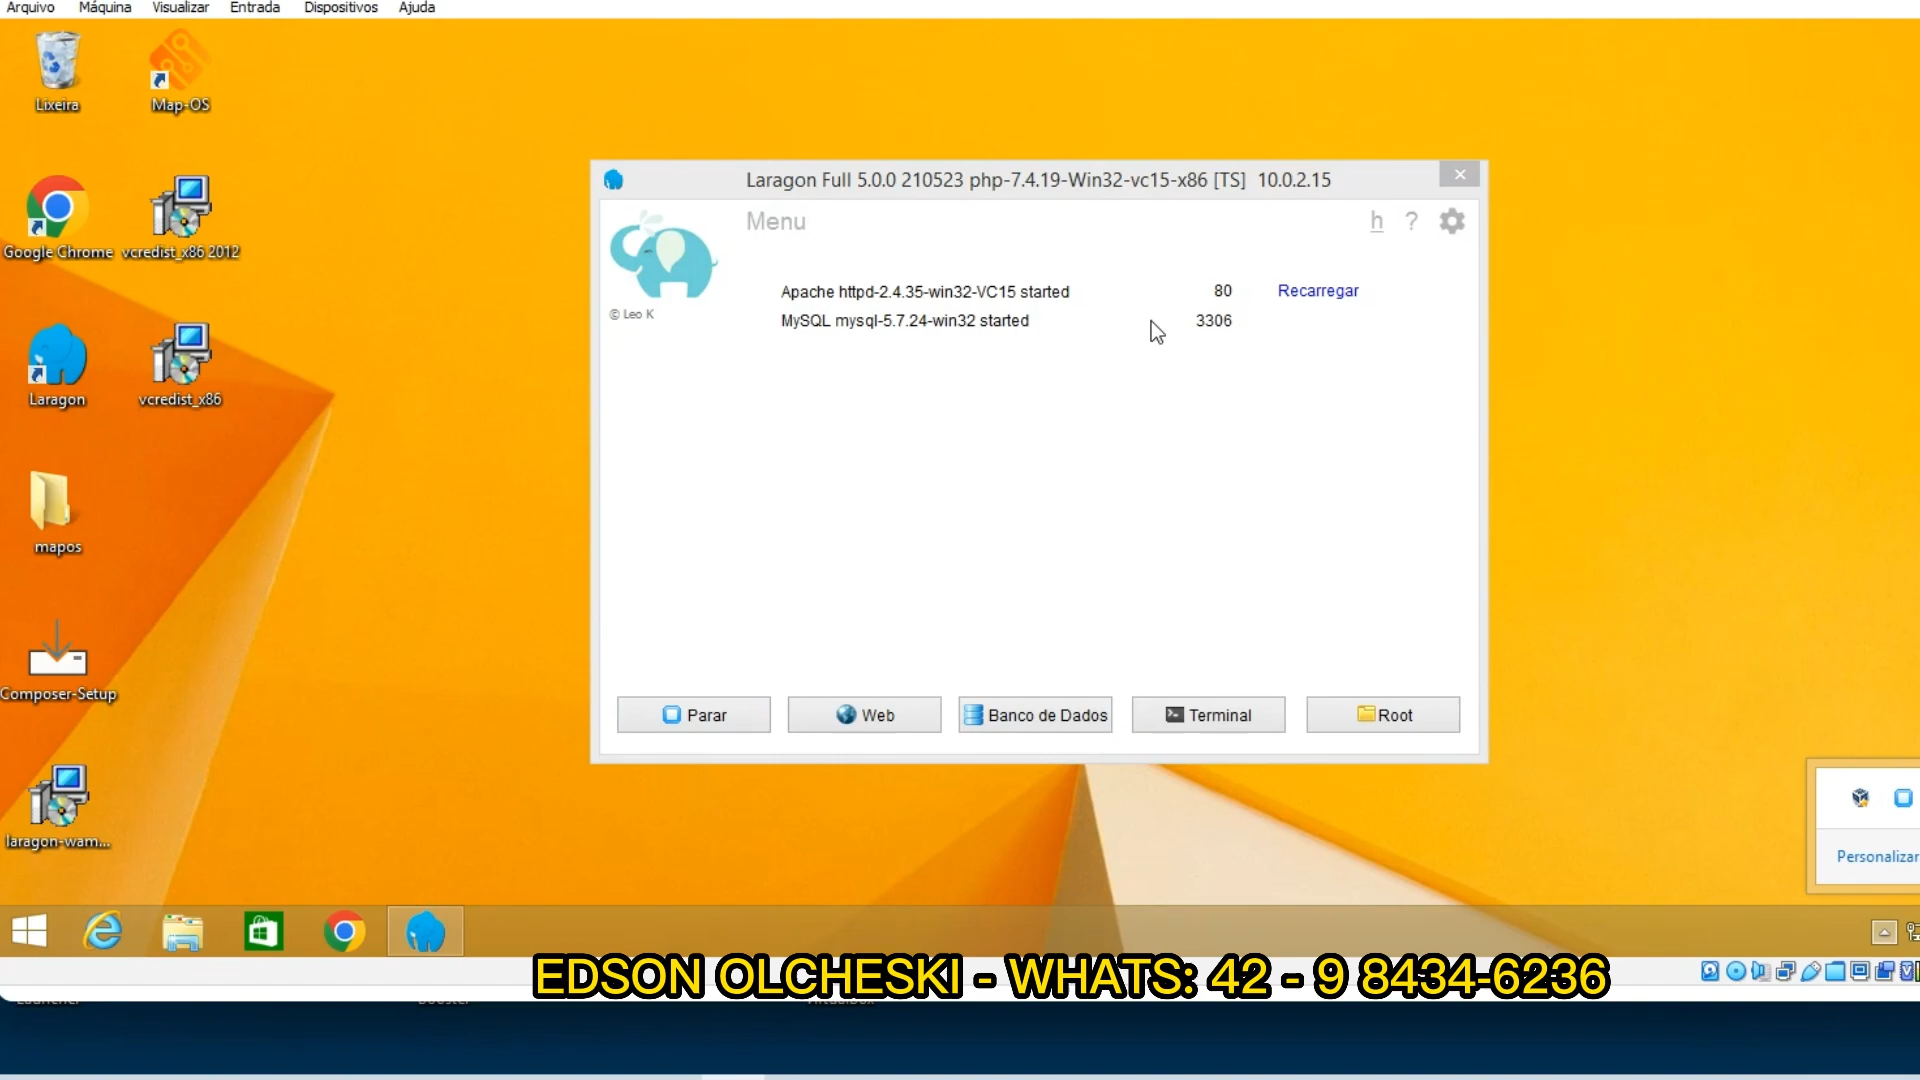 Arquivo Máquina Visualizar Entrada Dispositivos Ajuda
Lixeira
Map-OS
Google Chrome
vcredist_x86 2012
Laragon
vcredist_x86
mapos
Composer-Setup
laragon-wam...
Laragon Full 5.0.0 210523 php-7.4.19-Win32-vc15-x86 [TS] 10.0.2.15
Menu h ?
© Leo K
Apache httpd-2.4.35-win32-VC15 started 80 Recarregar
MySQL mysql-5.7.24-win32 started 3306
Parar Web Banco de Dados Terminal Root
Personalizar
EDSON OLCHESKI - WHATS: 42 - 9 8434-6236